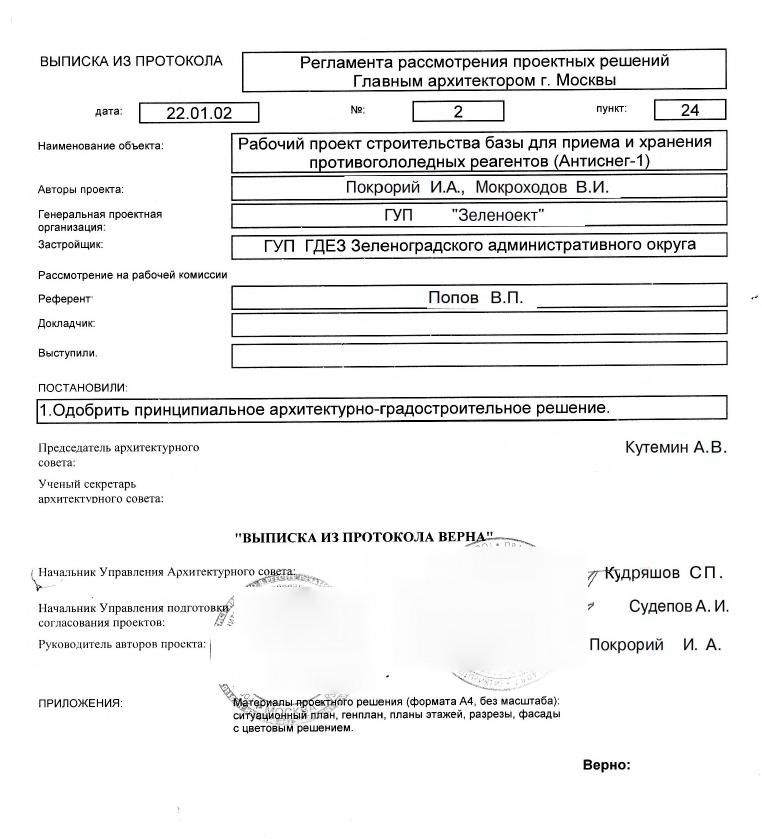 ВЫПИСКА ИЗ ПРОТОКОЛА
Регламента рассмотрения проектных решений
Главным архитектором г. Москвы
дата: 22.01.02 №: 2 пункт: 24
Наименование объекта:
Рабочий проект строительства базы для приема и хранения
противогололедных реагентов (Антиснег-1)
Авторы проекта: Покрорий И.А., Мокроходов В.И.
Генеральная проектная
организация:
ГУП "Зеленоект"
Застройщик: ГУП ГДЕЗ Зеленоградского административного округа
Рассмотрение на рабочей комиссии
Референт Попов В.П.
Докладчик:
Выступили.
ПОСТАНОВИЛИ:
1.Одобрить принципиальное архитектурно-градостроительное решение.
Председатель архитектурного
совета:
Кутемин А.В.
Ученый секретарь
архитектурного совета:
"ВЫПИСКА ИЗ ПРОТОКОЛА ВЕРНА"
Начальник Управления Архитектурного совета: Кудряшов СП.
Начальник Управления подготовки
согласования проектов:
Судепов А. И.
Руководитель авторов проекта: Покрорий И. А.
МОСКВА
ПРИЛОЖЕНИЯ:
Материалы проектного решения (формата А4, без масштаба):
ситуационный план, генплан, планы этажей, разрезы, фасады
с цветовым решением.
Верно: